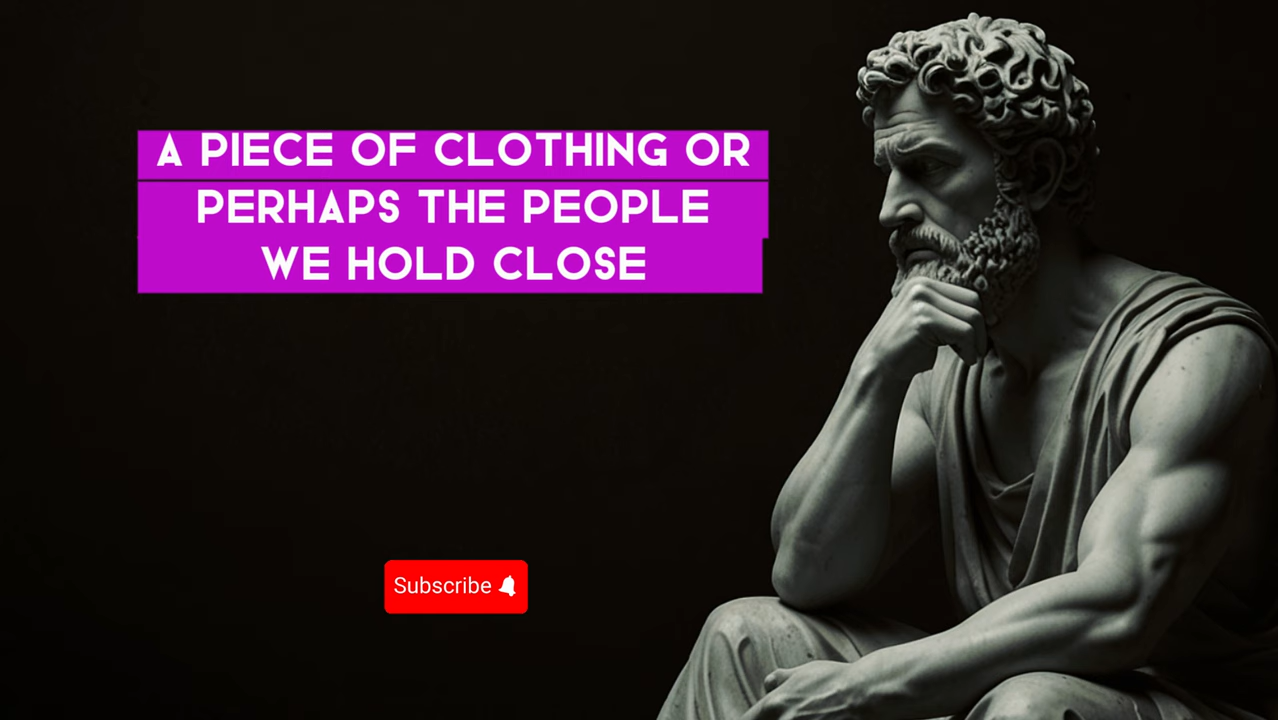 A PIECE OF CLOTHING OR
PERHAPS THE PEOPLE
WE HOLD CLOSE
Subscribe